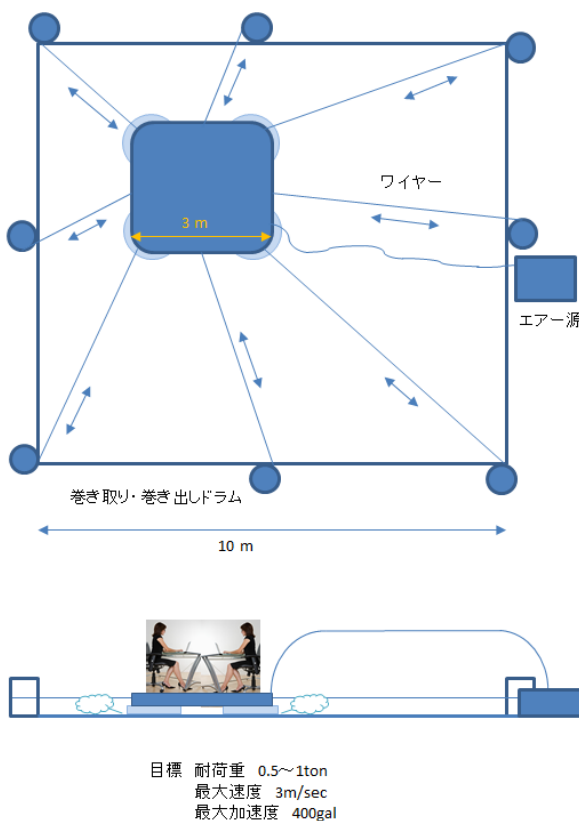 ワイヤー
3 m
エアー源
巻き取り・巻き出しドラム
10 m
目標 耐荷重 0.5～1ton
最大速度 3m/sec
最大加速度 400gal